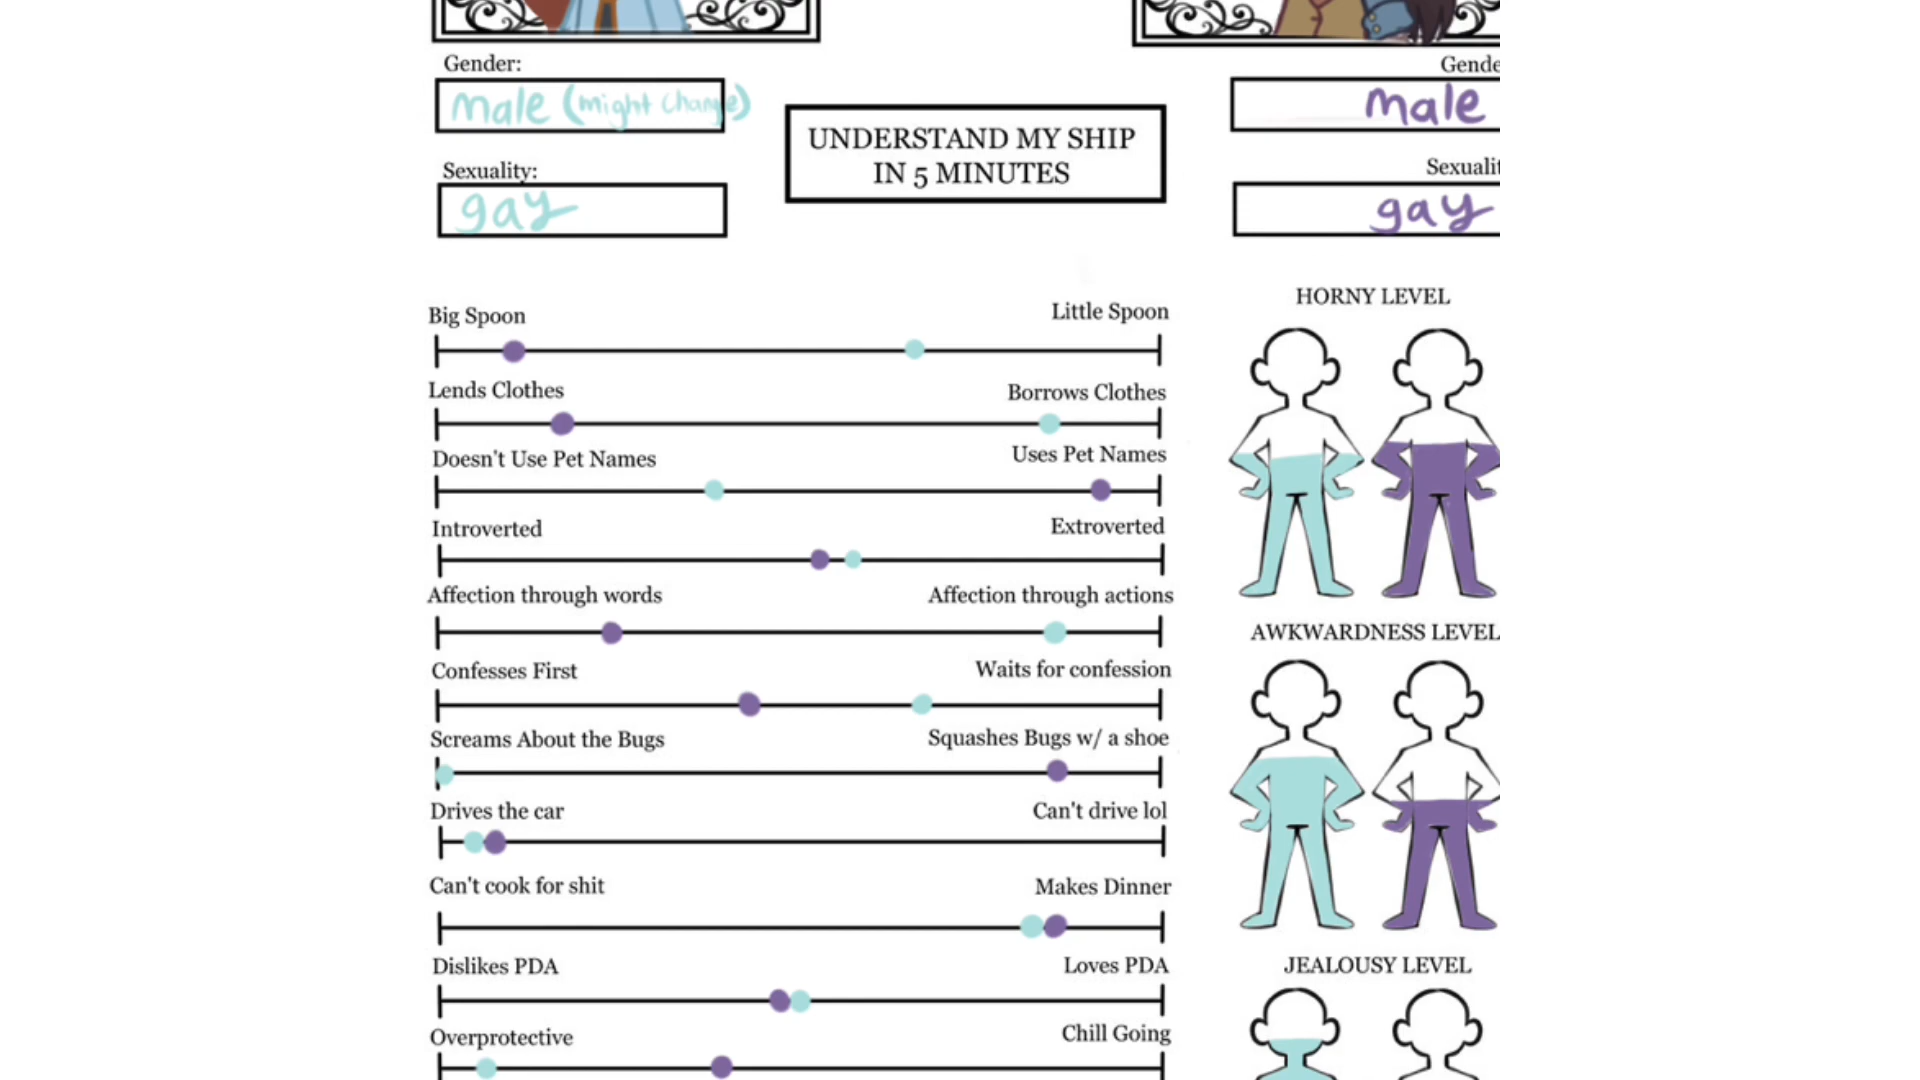 Gender:
male (might change)
Sexuality:
gay
UNDERSTAND MY SHIP
IN 5 MINUTES
Gende
male
Sexualit
gay
Big Spoon
Little Spoon
Lends Clothes
Borrows Clothes
Doesn't Use Pet Names
Uses Pet Names
Introverted
Extroverted
Affection through words
Affection through actions
Confesses First
Waits for confession
Screams About the Bugs
Squashes Bugs w/ a shoe
Drives the car
Can't drive lol
Can't cook for shit
Makes Dinner
Dislikes PDA
Loves PDA
Overprotective
Chill Going
HORNY LEVEL
AWKWARDNESS LEVEL
JEALOUSY LEVEL